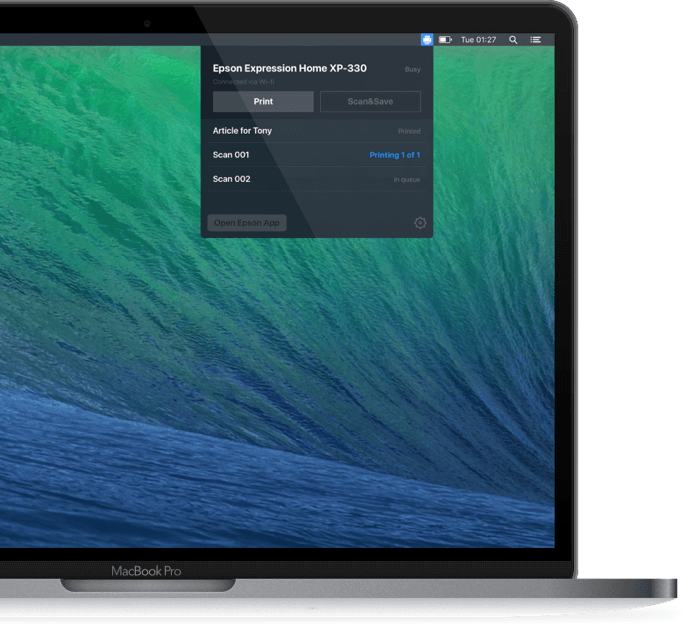 Tue 01:27
Epson Expression Home XP-330
Busy
Connected via Wi-fi
Print
Scan&Save
Article for Tony
Printed
Scan 001
Printing 1 of 1
Scan 002
In queue
Open Epson App
MacBook Pro